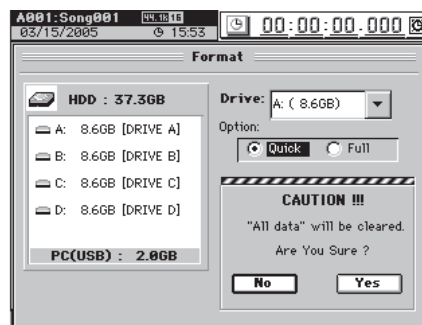 A001:Song001 44.1k 16
03/15/2005 15:53
00:00:00.000
Format
HDD : 37.3GB
A: 8.6GB [DRIVE A]
B: 8.6GB [DRIVE B]
C: 8.6GB [DRIVE C]
D: 8.6GB [DRIVE D]
PC(USB) : 2.0GB
Drive: A: ( 8.6GB)
Option:
Quick Full
CAUTION !!!
"All data" will be cleared.
Are You Sure ?
No Yes